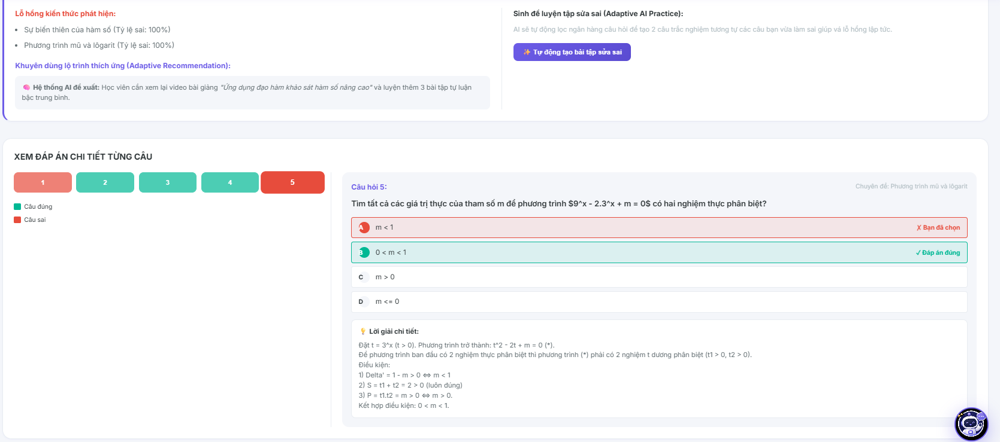 Lỗ hổng kiến thức phát hiện:
Sự biến thiên của hàm số (Tỷ lệ sai: 100%)
Phương trình mũ và lôgarit (Tỷ lệ sai: 100%)
Khuyên dùng lộ trình thích ứng (Adaptive Recommendation):
🧠 Hệ thống AI đề xuất: Học viên cần xem lại video bài giảng "Ứng dụng đạo hàm khảo sát hàm số nâng cao" và luyện thêm 3 bài tập tự luận
bậc trung bình.
Sinh đề luyện tập sửa sai (Adaptive AI Practice):
AI sẽ tự động lọc ngân hàng câu hỏi để tạo 2 câu trắc nghiệm tương tự các câu bạn vừa làm sai giúp vá lỗ hổng lập tức.
✨ Tự động tạo bài tập sửa sai
XEM ĐÁP ÁN CHI TIẾT TỪNG CÂU
1 2 3 4 5
Câu đúng
Câu sai
Câu hỏi 5:
Chuyên đề: Phương trình mũ và lôgarit
Tìm tất cả các giá trị thực của tham số m để phương trình $9^x - 2.3^x + m = 0$ có hai nghiệm thực phân biệt?
A m < 1 ✗ Bạn đã chọn
B 0 < m < 1 ✓ Đáp án đúng
C m > 0
D m <= 0
💡 Lời giải chi tiết:
Đặt t = 3^x (t > 0). Phương trình trở thành: t^2 - 2t + m = 0 (*).
Để phương trình ban đầu có 2 nghiệm thực phân biệt thì phương trình (*) phải có 2 nghiệm t dương phân biệt (t1 > 0, t2 > 0).
Điều kiện:
1) Delta' = 1 - m > 0 ⇔ m < 1
2) S = t1 + t2 = 2 > 0 (luôn đúng)
3) P = t1.t2 = m > 0 ⇔ m > 0.
Kết hợp điều kiện: 0 < m < 1.